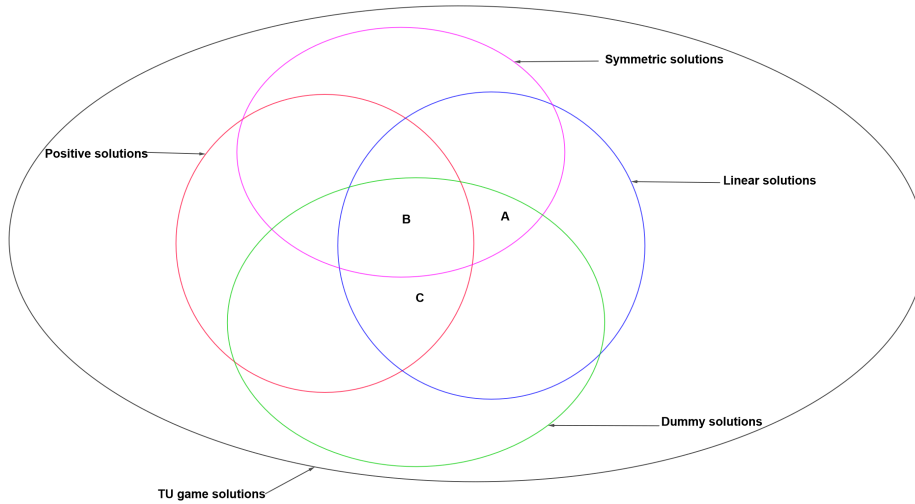 Symmetric solutions
Positive solutions
Linear solutions
B
A
C
Dummy solutions
TU game solutions